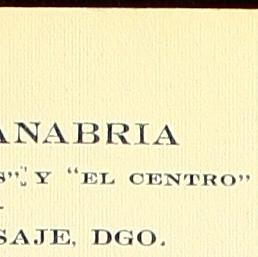 ANABRIA
S" Y "EL CENTRO"
SAJE, DGO.